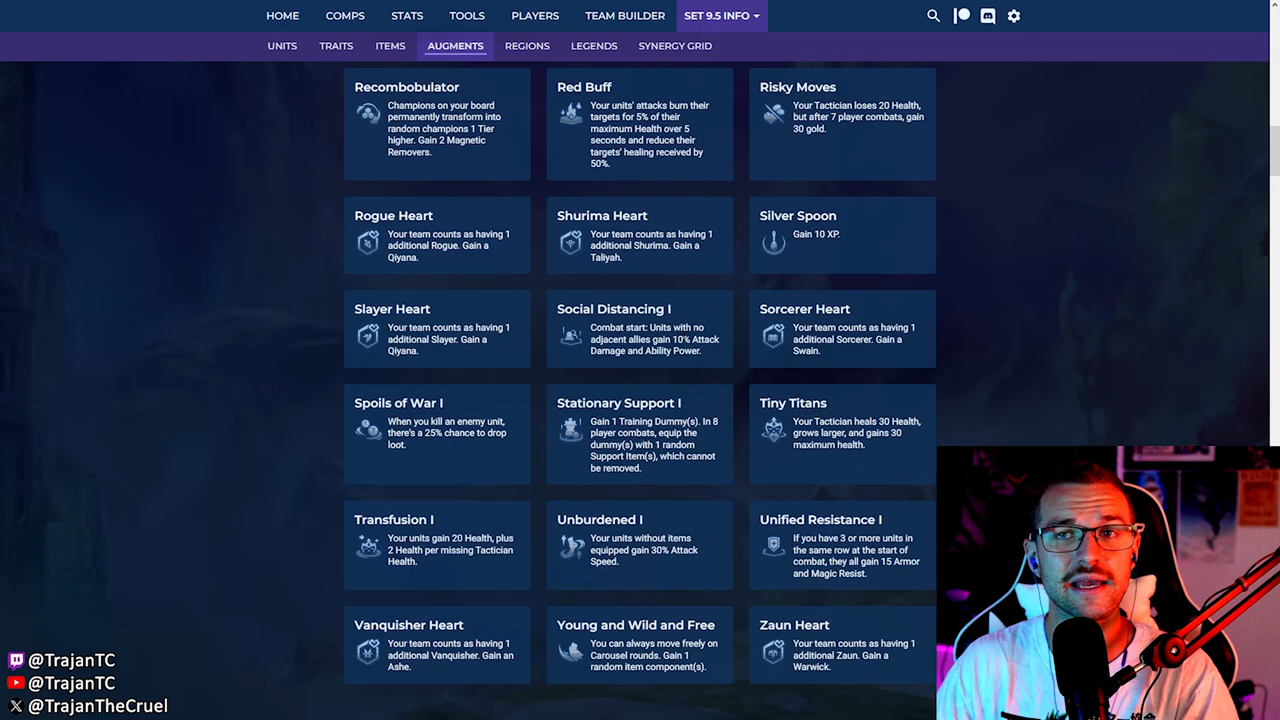 HOME COMPS STATS TOOLS PLAYERS TEAM BUILDER SET 9.5 INFO
UNITS TRAITS ITEMS AUGMENTS REGIONS LEGENDS SYNERGY GRID
Recombobulator
Champions on your board
permanently transform into
random champions 1 Tier
higher. Gain 2 Magnetic
Removers.
Red Buff
Your units' attacks burn their
targets for 5% of their
maximum Health over 5
seconds and reduce their
targets' healing received by
50%.
Risky Moves
Your Tactician loses 20 Health,
but after 7 player combats, gain
30 gold.
Rogue Heart
Your team counts as having 1
additional Rogue. Gain a
Qiyana.
Shurima Heart
Your team counts as having 1
additional Shurima. Gain a
Taliyah.
Silver Spoon
Gain 10 XP.
Slayer Heart
Your team counts as having 1
additional Slayer. Gain a
Qiyana.
Social Distancing I
Combat start: Units with no
adjacent allies gain 10% Attack
Damage and Ability Power.
Sorcerer Heart
Your team counts as having 1
additional Sorcerer. Gain a
Swain.
Spoils of War I
When you kill an enemy unit,
there's a 25% chance to drop
loot.
Stationary Support I
Gain 1 Training Dummy(s). In 8
player combats, equip the
dummy(s) with 1 random
Support Item(s), which cannot
be removed.
Tiny Titans
Your Tactician heals 30 Health,
grows larger, and gains 30
maximum health.
Transfusion I
Your units gain 20 Health, plus
2 Health per missing Tactician
Health.
Unburdened I
Your units without items
equipped gain 30% Attack
Speed.
Unified Resistance I
If you have 3 or more units in
the same row at the start of
combat, they all gain 15 Armor
and Magic Resist.
Vanquisher Heart
Your team counts as having 1
additional Vanquisher. Gain an
Ashe.
Young and Wild and Free
You can always move freely on
Carousel rounds. Gain 1
random item component(s).
Zaun Heart
Your team counts as having 1
additional Zaun. Gain a
Warwick.
@TrajanTC
@TrajanTC
@TrajanTheCruel